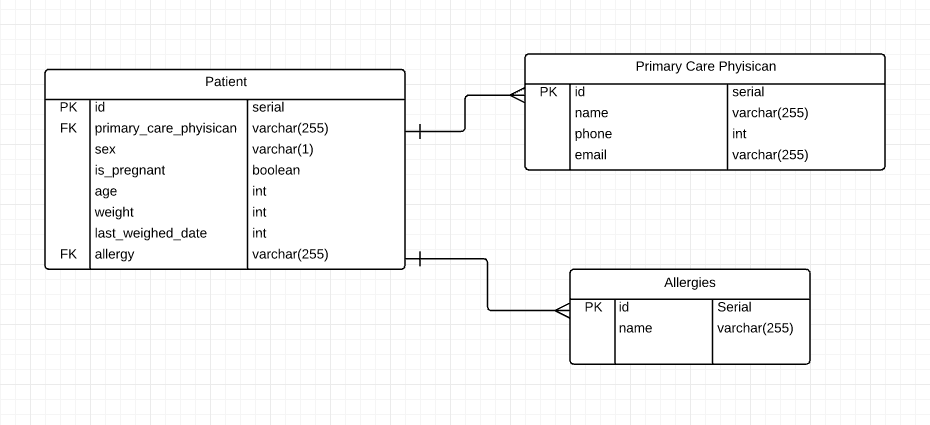 Patient
PK id serial
FK primary_care_phyisican varchar(255)
sex varchar(1)
is_pregnant boolean
age int
weight int
last_weighed_date int
FK allergy varchar(255)
Primary Care Phyisican
PK id serial
name varchar(255)
phone int
email varchar(255)
Allergies
PK id Serial
name varchar(255)